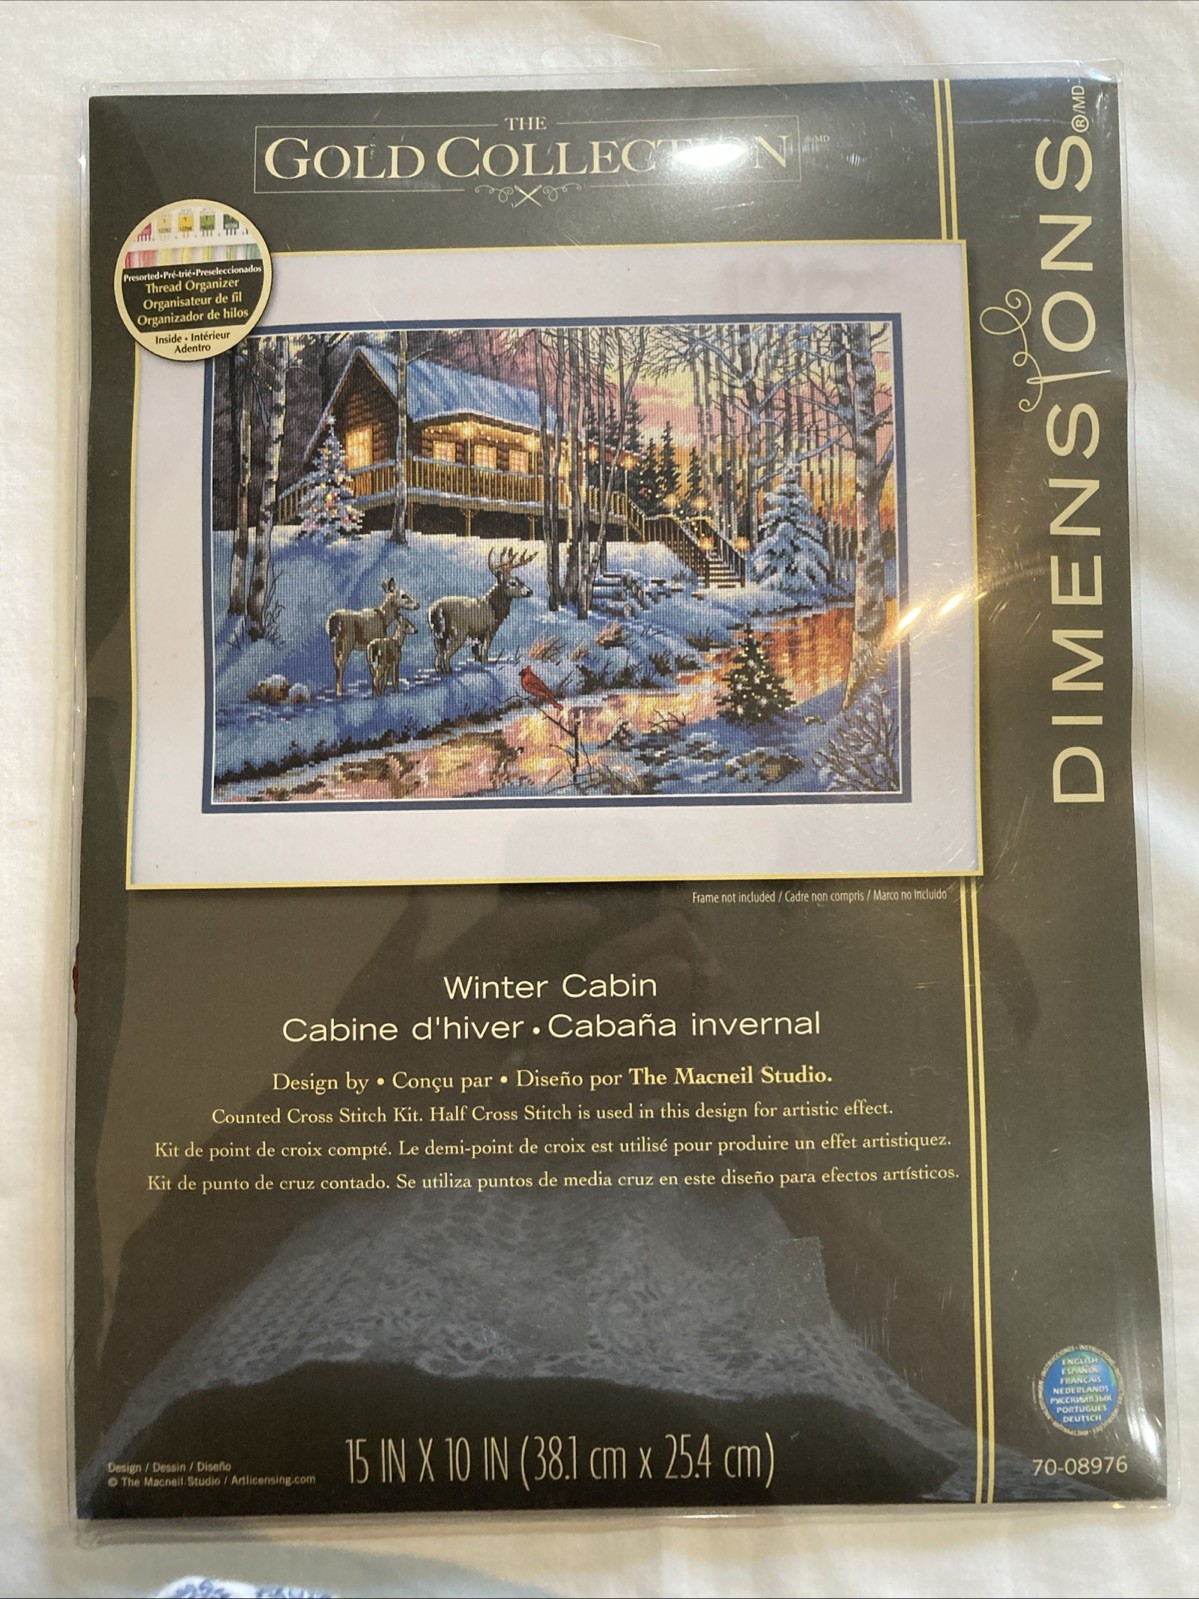 THE
GOLD COLLECTION
®/MD
Presorted•Pré-trié•Preseleccionados
Thread Organizer
Organisateur de fil
Organizador de hilos
Inside • Intérieur
Adentro
DIMENSIONS®/MD
Frame not included / Cadre non compris / Marco no incluido
Winter Cabin
Cabine d'hiver • Cabaña invernal
Design by • Conçu par • Diseño por The Macneil Studio.
Counted Cross Stitch Kit. Half Cross Stitch is used in this design for artistic effect.
Kit de point de croix compté. Le demi-point de croix est utilisé pour produire un effet artistiquez.
Kit de punto de cruz contado. Se utiliza puntos de media cruz en este diseño para efectos artísticos.
ENGLISH
ESPAÑOL
FRANÇAIS
NEDERLANDS
РУССКИЙ ЯЗЫК
PORTUGUÊS
DEUTSCH
Design / Dessin / Diseño
© The Macneil Studio / Artlicensing.com
15 IN X 10 IN (38.1 cm x 25.4 cm)
70-08976